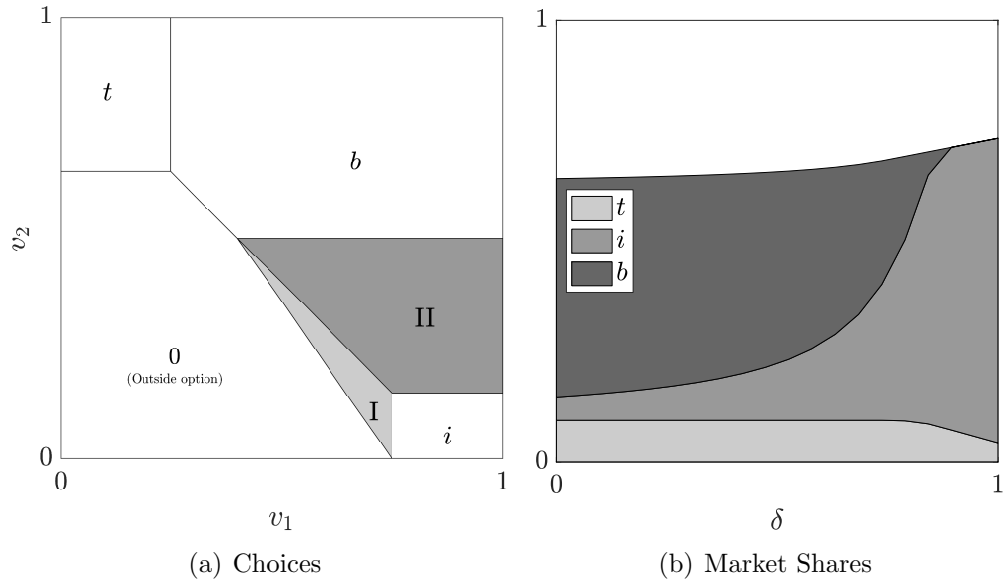 1
t
b
v2
II
0
(Outside option)
I
i
0
0
1
v1
(a) Choices
1
t
i
b
0
0
1
δ
(b) Market Shares